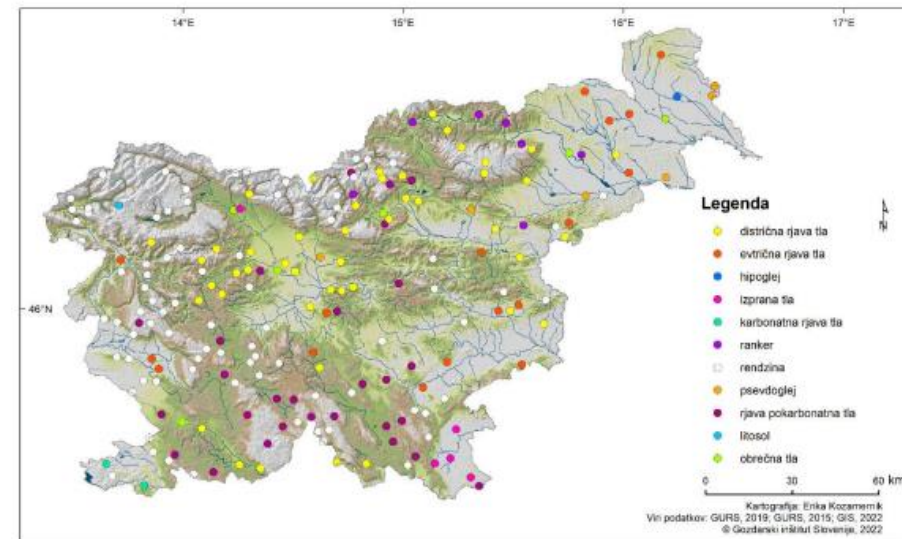 14°E 15°E 16°E 17°E
Legenda
distrična rjava tla
evtrična rjava tla
hipoglej
izprana tla
karbonatna rjava tla
ranker
rendzina
psevdoglej
rjava pokarbonatna tla
litosol
obrečna tla
N
46°N
0 30 60 km
Kartografija: Erika Kozamernik
Viri podatkov: GURS, 2019; GURS, 2015; GIS, 2022
© Gozdarski inštitut Slovenije, 2022